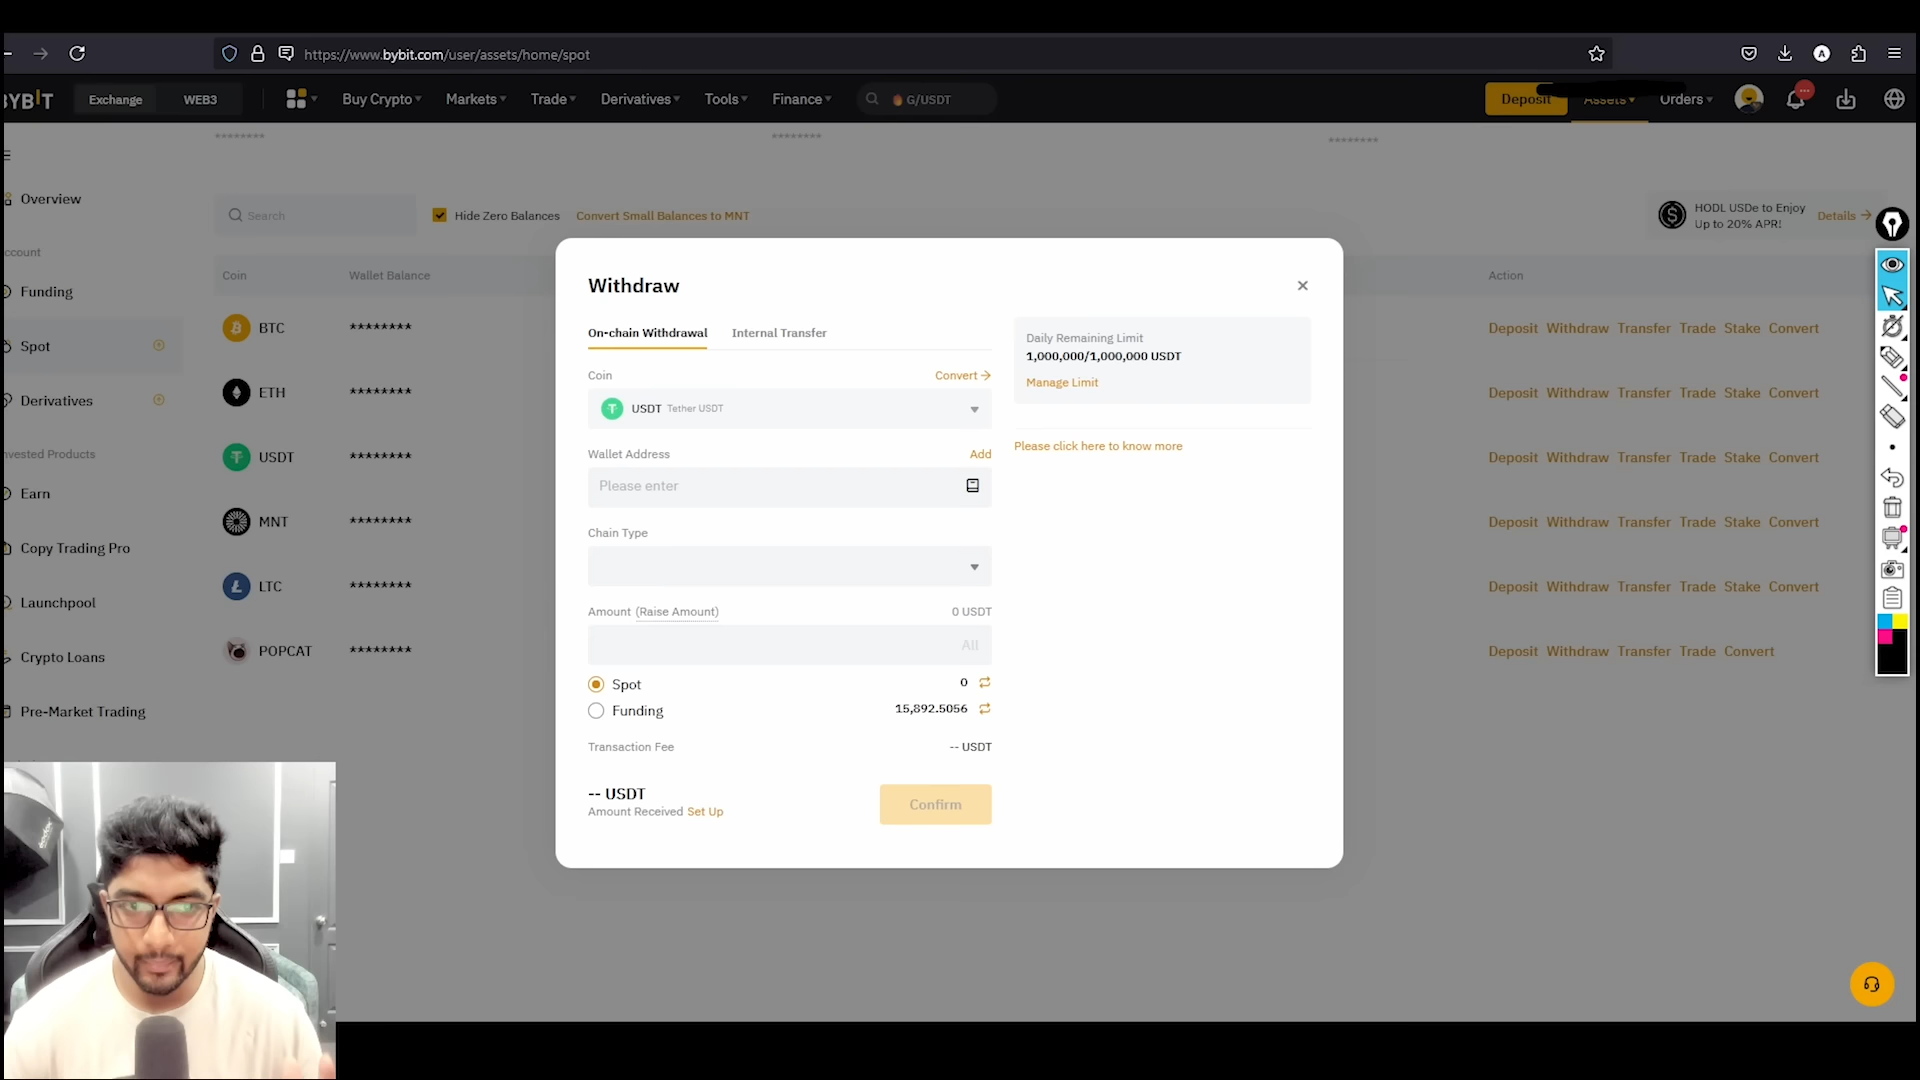 https://www.bybit.com/user/assets/home/spot
BYBIT
Exchange
WEB3
Buy Crypto
Markets
Trade
Derivatives
Tools
Finance
G/USDT
Deposit
Assets
Orders
********
********
********
Overview
Funding
Spot
Derivatives
Earn
Copy Trading Pro
Launchpool
Crypto Loans
Pre-Market Trading
Search
Hide Zero Balances
Convert Small Balances to MNT
HODL USDe to Enjoy
Up to 20% APR!
Details
Coin
Wallet Balance
Action
BTC
********
Deposit Withdraw Transfer Trade Stake Convert
ETH
********
Deposit Withdraw Transfer Trade Stake Convert
USDT
********
Deposit Withdraw Transfer Trade Stake Convert
MNT
********
Deposit Withdraw Transfer Trade Stake Convert
LTC
********
Deposit Withdraw Transfer Trade Stake Convert
POPCAT
********
Deposit Withdraw Transfer Trade Convert
Withdraw
On-chain Withdrawal
Internal Transfer
Coin
Convert
USDT Tether USDT
Wallet Address
Add
Please enter
Chain Type
Amount (Raise Amount)
0 USDT
All
Spot
0
Funding
15,892.5056
Transaction Fee
-- USDT
-- USDT
Amount Received Set Up
Confirm
Daily Remaining Limit
1,000,000/1,000,000 USDT
Manage Limit
Please click here to know more